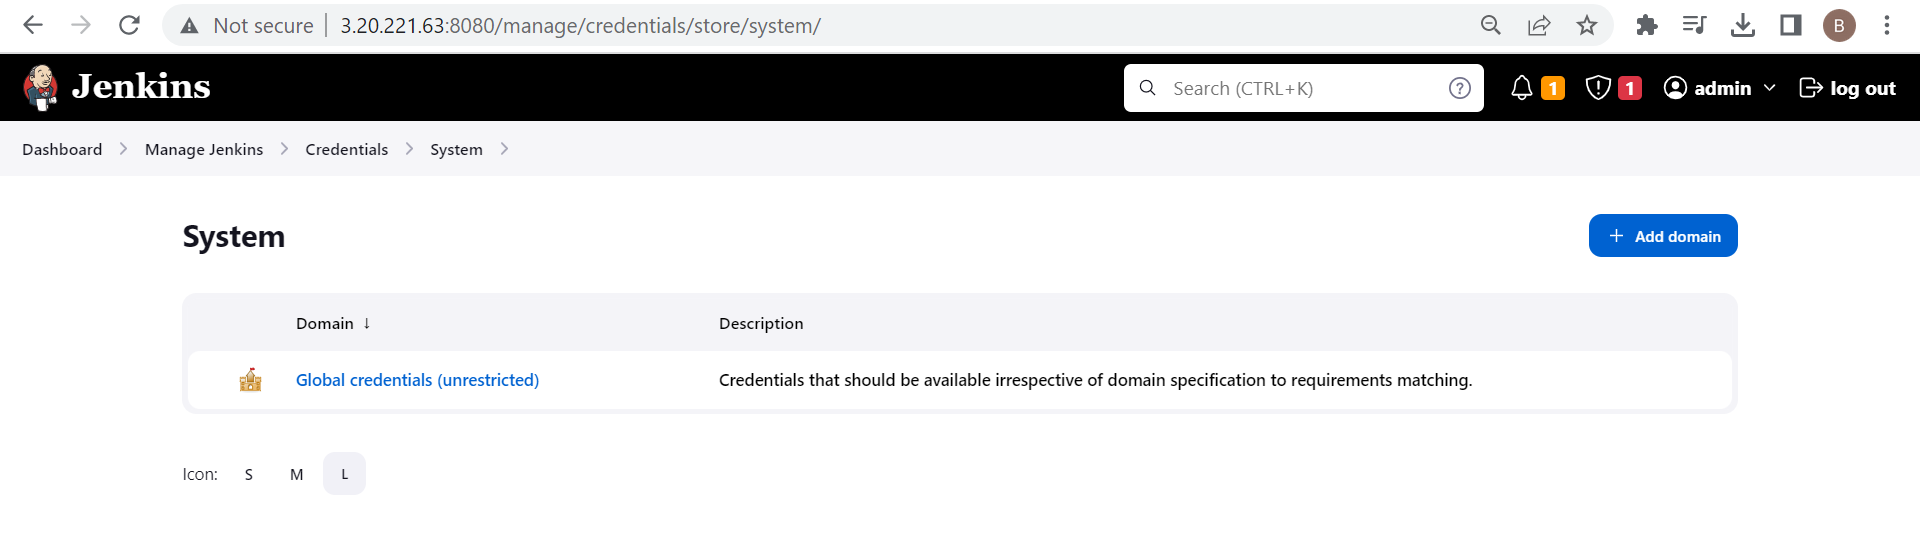 Not secure 3.20.221.63:8080/manage/credentials/store/system/ B
Jenkins Search (CTRL+K) ? 1 1 admin log out
Dashboard Manage Jenkins Credentials System
System + Add domain
Domain ↓ Description
Global credentials (unrestricted) Credentials that should be available irrespective of domain specification to requirements matching.
Icon: S M L